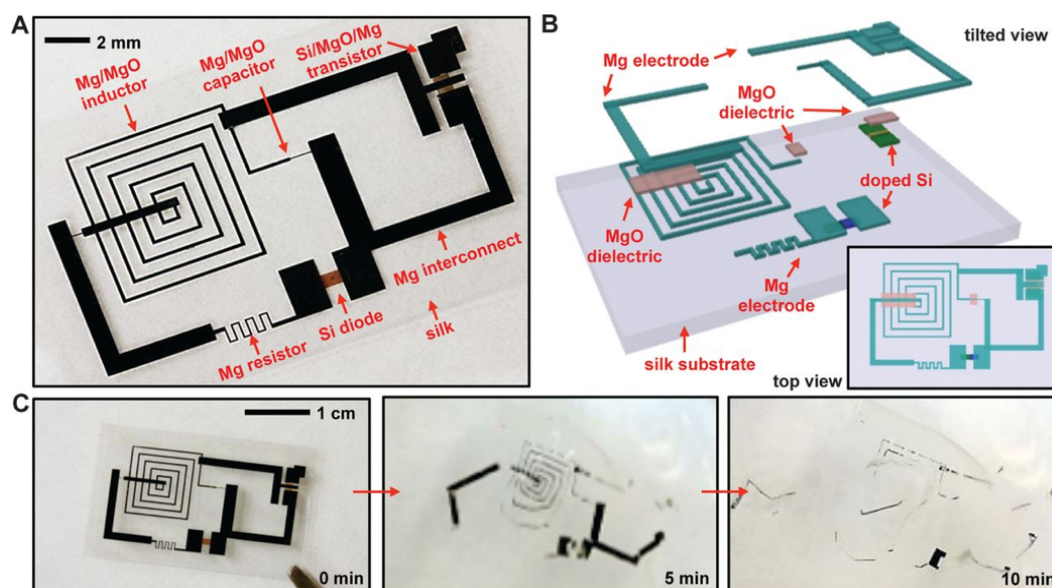 A
2 mm
Mg/MgO
inductor
Mg/MgO
capacitor
Si/MgO/Mg
transistor
Mg interconnect
silk
Si diode
Mg resistor
B
tilted view
Mg electrode
MgO
dielectric
doped Si
MgO
dielectric
Mg
electrode
silk substrate
top view
C
1 cm
0 min
5 min
10 min